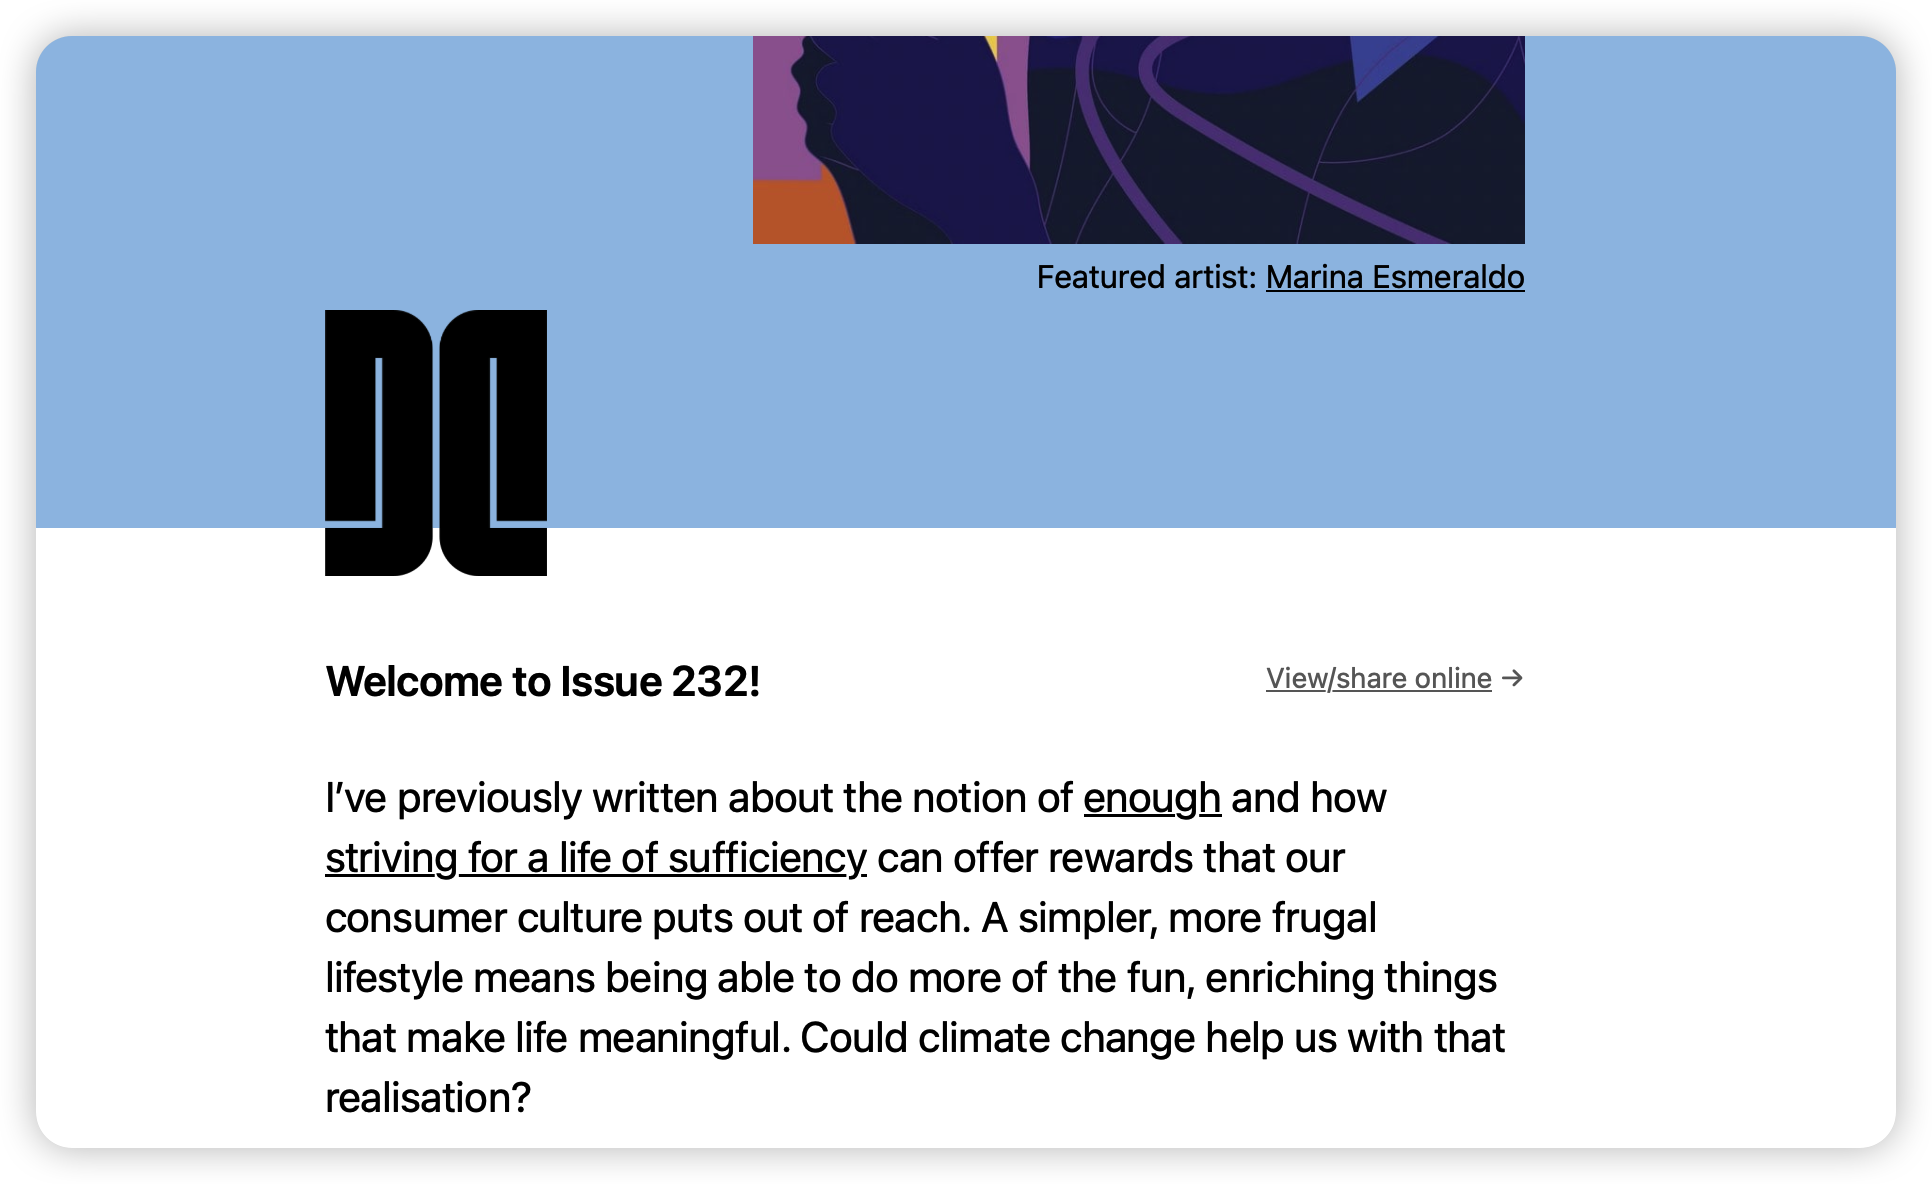 Featured artist: Marina Esmeraldo
Welcome to Issue 232!
View/share online →
I’ve previously written about the notion of enough and how
striving for a life of sufficiency can offer rewards that our
consumer culture puts out of reach. A simpler, more frugal
lifestyle means being able to do more of the fun, enriching things
that make life meaningful. Could climate change help us with that
realisation?